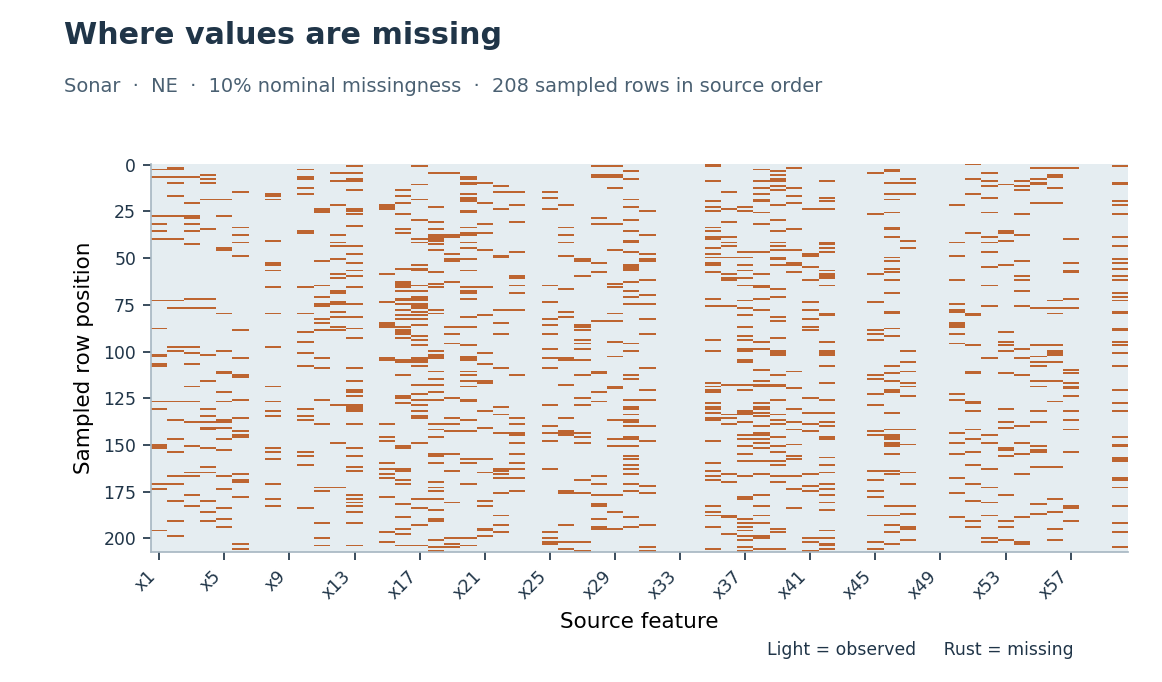 Where values are missing
Sonar · NE · 10% nominal missingness · 208 sampled rows in source order
Sampled row position
0
25
50
75
100
125
150
175
200
x1
x5
x9
x13
x17
x21
x25
x29
x33
x37
x41
x45
x49
x53
x57
Source feature
Light = observed Rust = missing